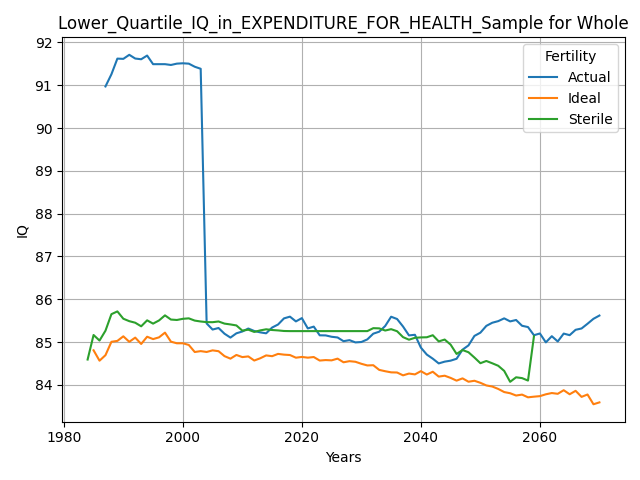 Lower_Quartile_IQ_in_EXPENDITURE_FOR_HEALTH_Sample for Whole
92
91
90
89
88
87
86
85
84
IQ
1980
2000
2020
2040
2060
Years
Fertility
Actual
Ideal
Sterile